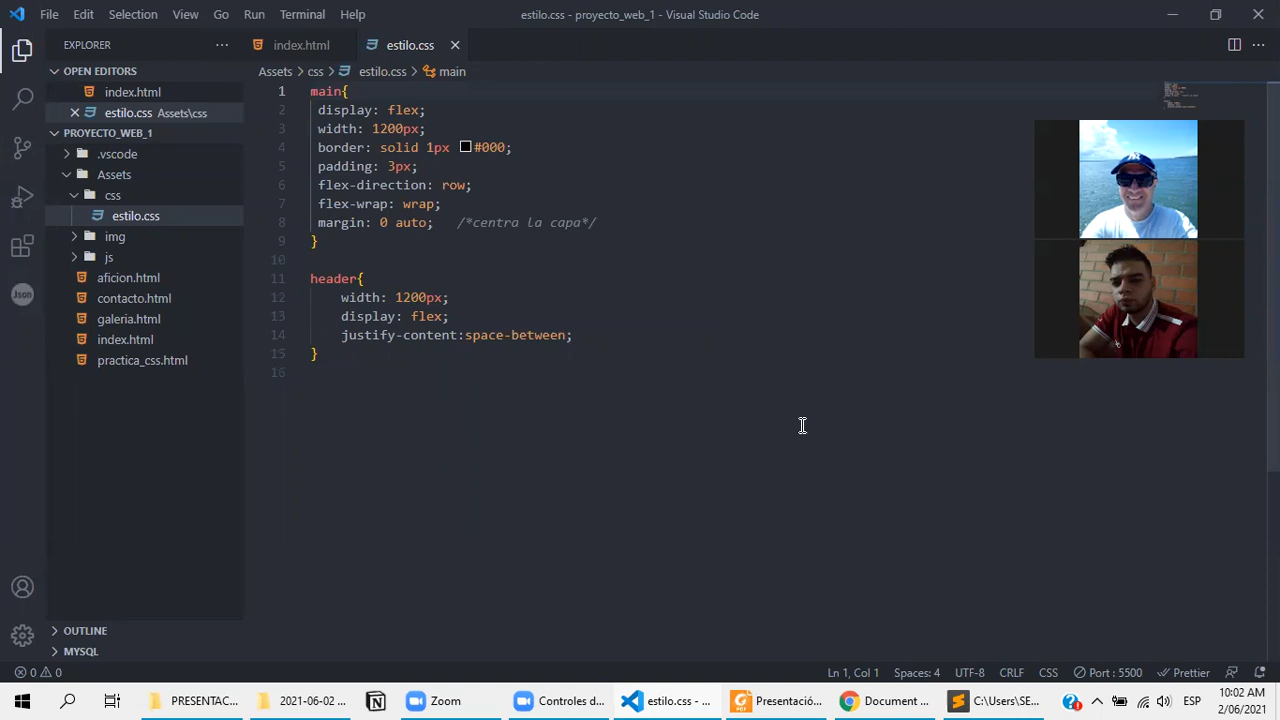 File Edit Selection View Go Run Terminal Help estilo.css - proyecto_web_1 - Visual Studio Code
EXPLORER ...
index.html estilo.css
OPEN EDITORS
index.html
estilo.css Assets\css
PROYECTO_WEB_1
.vscode
Assets
css
estilo.css
img
js
aficion.html
contacto.html
galeria.html
index.html
practica_css.html
OUTLINE
MYSQL
Json
Assets > css > estilo.css > main
1 main{
2 display: flex;
3 width: 1200px;
4 border: solid 1px #000;
5 padding: 3px;
6 flex-direction: row;
7 flex-wrap: wrap;
8 margin: 0 auto; /*centra la capa*/
9 }
10
11 header{
12 width: 1200px;
13 display: flex;
14 justify-content:space-between;
15 }
16
0 0 Ln 1, Col 1 Spaces: 4 UTF-8 CRLF CSS Port : 5500 Prettier
PRESENTAC... 2021-06-02 ... Zoom Controles d... estilo.css - ... Presentació... Document ... C:\Users\SE... ESP 10:02 AM
2/06/2021